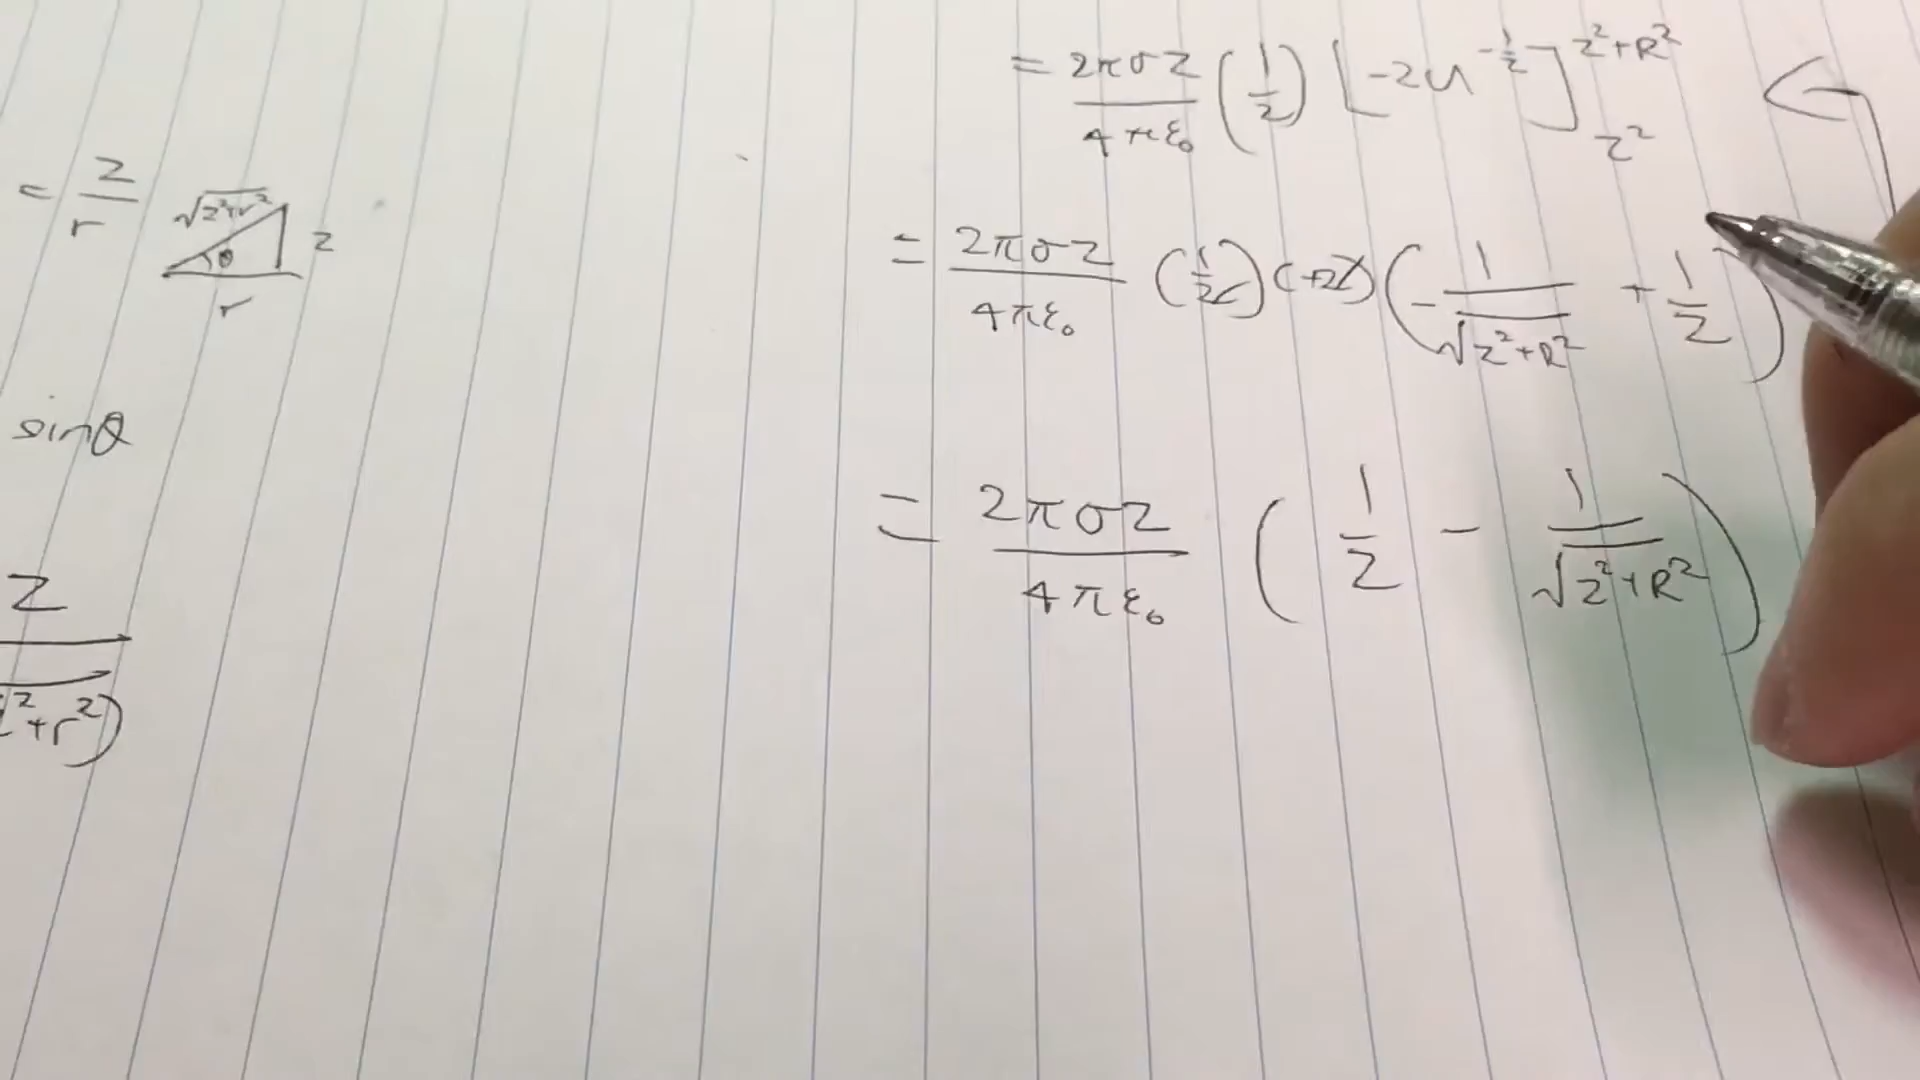 = z/r
√z²+r²
θ
z
r
sinθ
z
z²+r²)
= 2πσz/4πε₀ (1/2) [-2u^(-1/2)]_(z²)^(z²+R²)
= 2πσz/4πε₀ (1/2)(+2)(-1/√z²+R² + 1/z)
= 2πσz/4πε₀ (1/z - 1/√z²+R²)